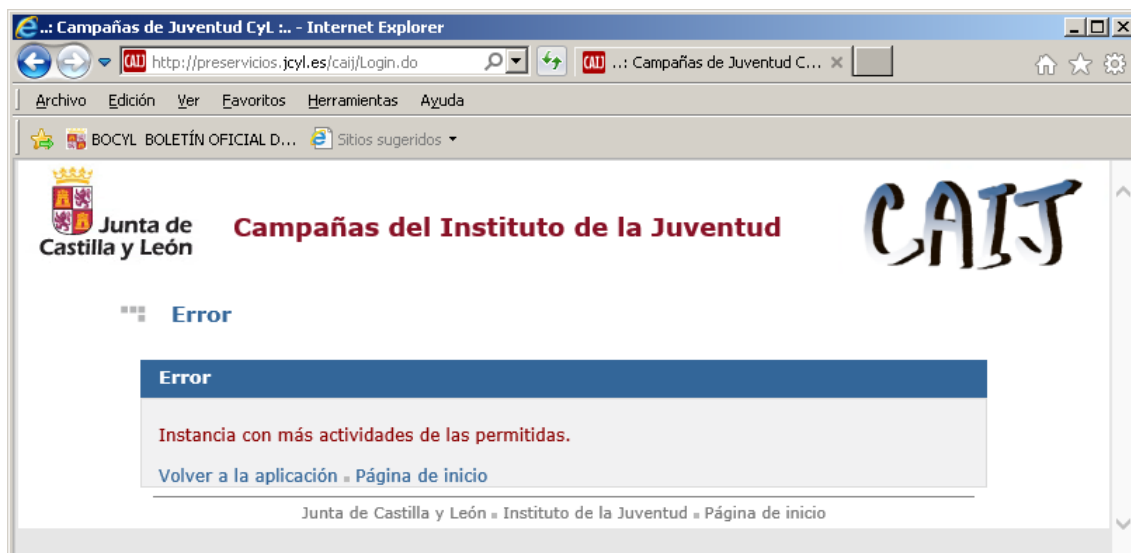 ..: Campañas de Juventud CyL :.. - Internet Explorer
http://preservicios.jcyl.es/caij/Login.do
CAIJ ..: Campañas de Juventud C...
Archivo Edición Ver Favoritos Herramientas Ayuda
BOCYL BOLETÍN OFICIAL D... Sitios sugeridos
Junta de
Castilla y León
Campañas del Instituto de la Juventud
CAIJ
Error
Error
Instancia con más actividades de las permitidas.
Volver a la aplicación Página de inicio
Junta de Castilla y León Instituto de la Juventud Página de inicio